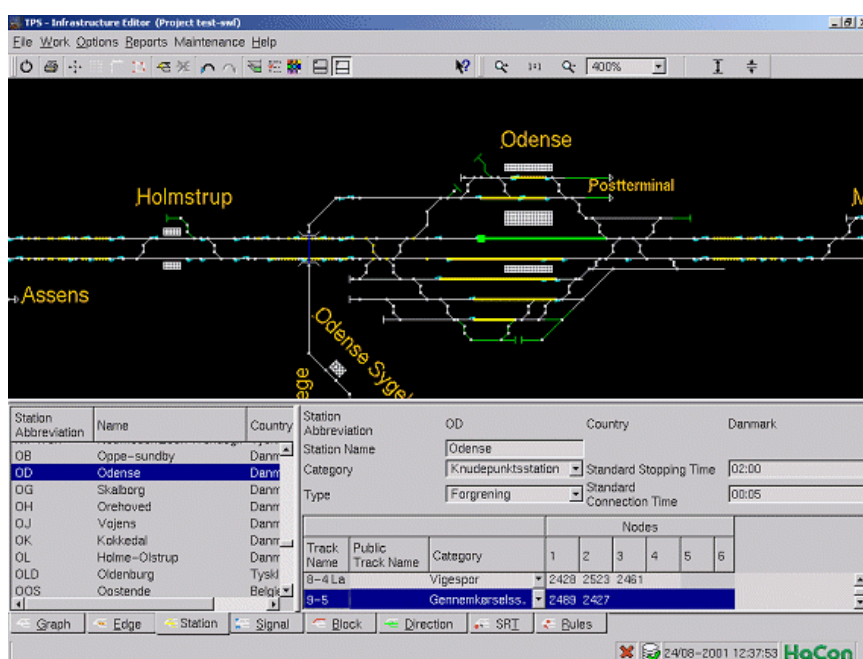 TPS - Infrastructure Editor (Project test-swf)
File Work Options Reports Maintenance Help
1:1 400%
Odense
Postterminal
Holmstrup
Assens
Odense Syge
ege
Station Abbreviation Name Country
OB Oppe-sundby Danm
OD Odense Danm
OG Skalborg Danm
OH Orehoved Danm
OJ Vojens Danm
OK Kokkedal Danm
OL Holme-Olstrup Danm
OLD Oldenburg Tyskl
OOS Oostende Belgie
Station Abbreviation OD Country Danmark
Station Name Odense
Category Knudepunktsstation Standard Stopping Time 02:00
Type Forgrening Standard Connection Time 00:05
Nodes
Track Name Public Track Name Category 1 2 3 4 5 6
8-4 La Vigespor 2428 2523 2461
9-5 Gennemkørselss. 2489 2427
Graph Edge Station Signal Block Direction SRT Rules
24/08-2001 12:37:53 HaCon